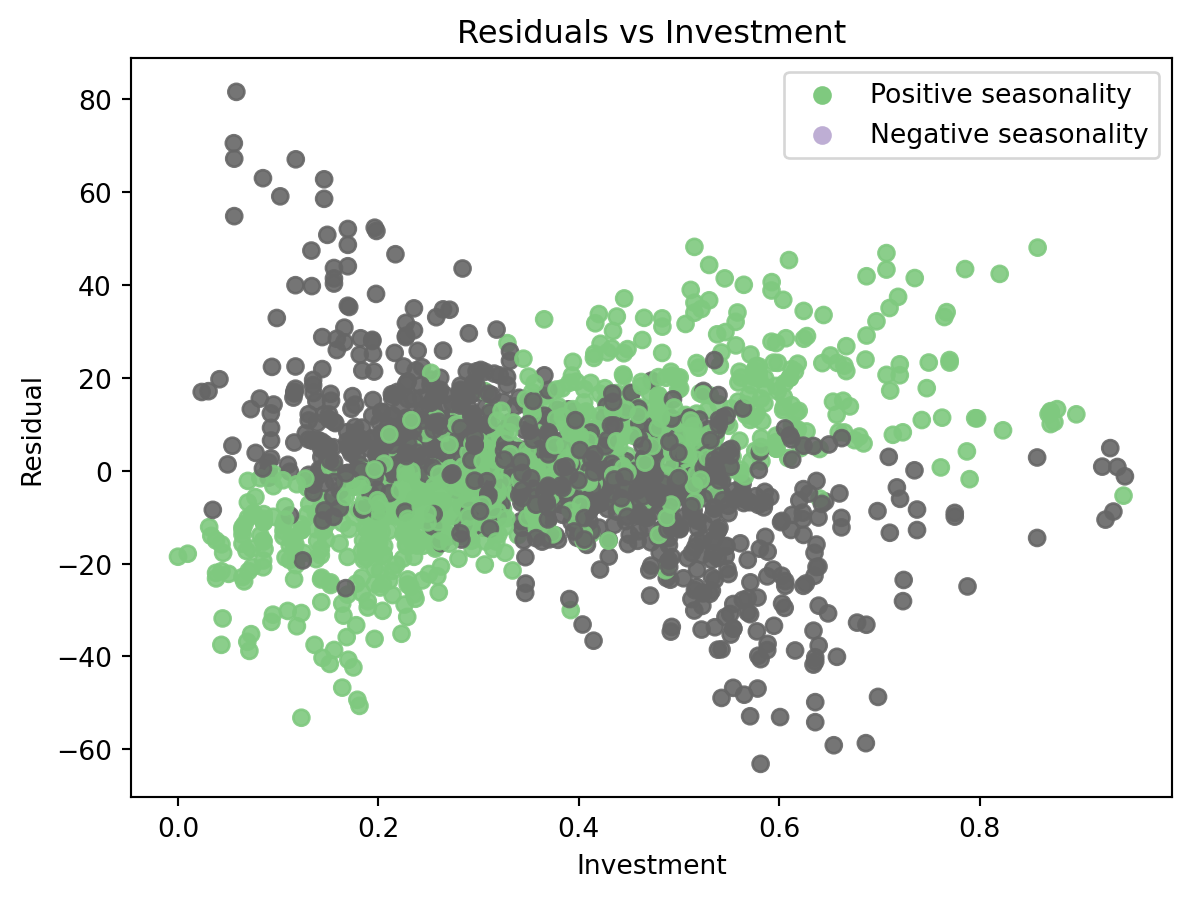 Residuals vs Investment
Positive seasonality
Negative seasonality
80
60
40
20
0
−20
−40
−60
Residual
0.0 0.2 0.4 0.6 0.8
Investment